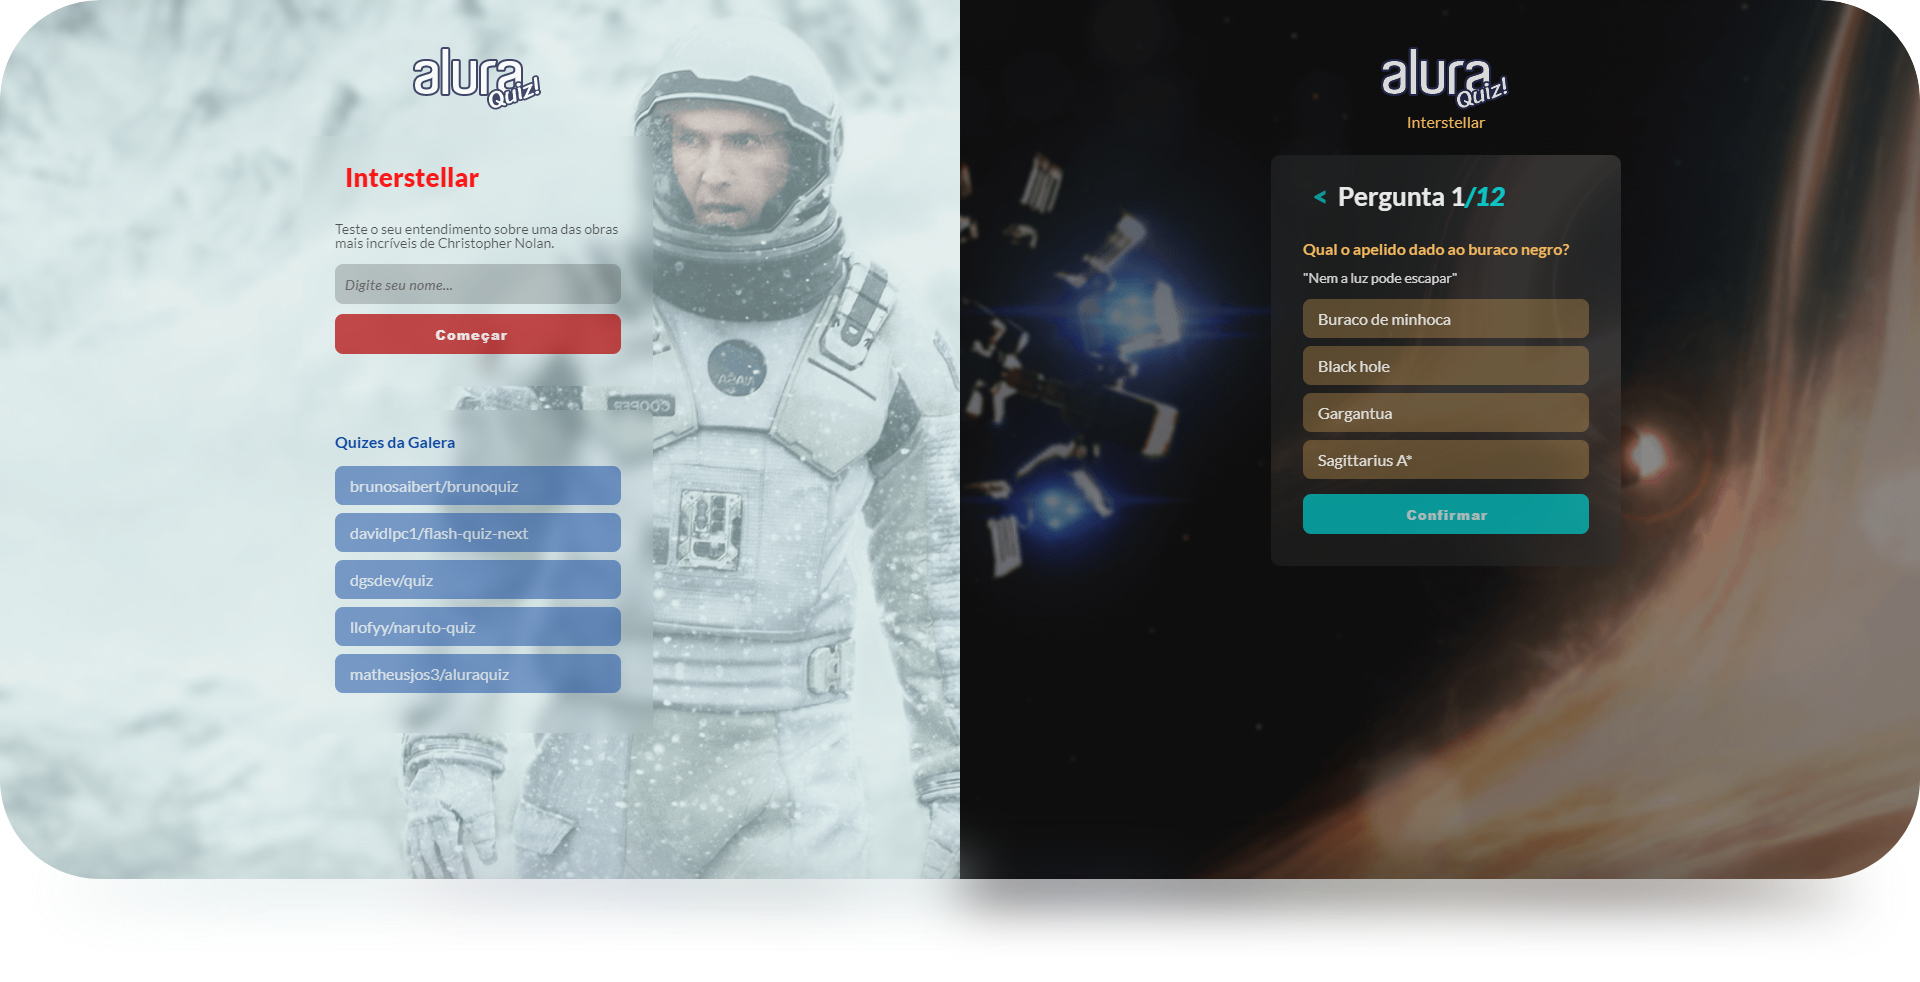 alura
Quiz!
Interstellar
Teste o seu entendimento sobre uma das obras
mais incríveis de Christopher Nolan.
Digite seu nome...
Começar
NASA
COOPER
Quizes da Galera
brunosaibert/brunoquiz
davidlpc1/flash-quiz-next
dgsdev/quiz
llofyy/naruto-quiz
matheusjos3/aluraquiz
alura
Quiz!
Interstellar
< Pergunta 1/12
Qual o apelido dado ao buraco negro?
"Nem a luz pode escapar"
Buraco de minhoca
Black hole
Gargantua
Sagittarius A*
Confirmar